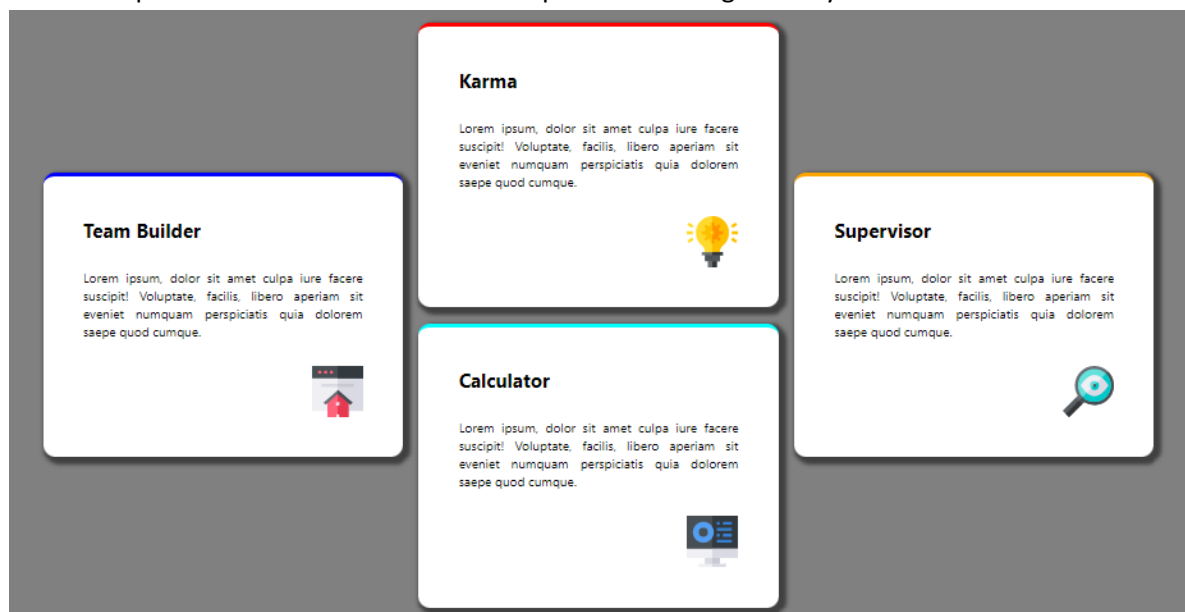 Karma
Lorem ipsum, dolor sit amet culpa iure facere
suscipit! Voluptate, facilis, libero aperiam sit
eveniet numquam perspiciatis quia dolorem
saepe quod cumque.
Team Builder
Lorem ipsum, dolor sit amet culpa iure facere
suscipit! Voluptate, facilis, libero aperiam sit
eveniet numquam perspiciatis quia dolorem
saepe quod cumque.
Supervisor
Lorem ipsum, dolor sit amet culpa iure facere
suscipit! Voluptate, facilis, libero aperiam sit
eveniet numquam perspiciatis quia dolorem
saepe quod cumque.
Calculator
Lorem ipsum, dolor sit amet culpa iure facere
suscipit! Voluptate, facilis, libero aperiam sit
eveniet numquam perspiciatis quia dolorem
saepe quod cumque.